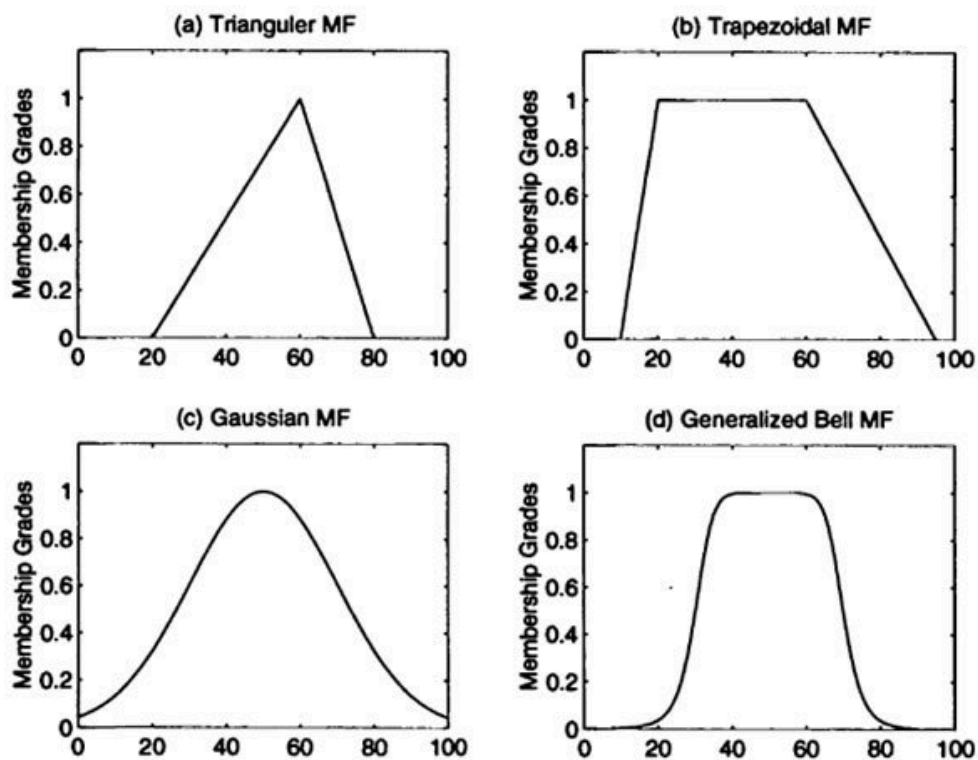 (a) Trianguler MF
Membership Grades
1
0.8
0.6
0.4
0.2
0
0 20 40 60 80 100
(b) Trapezoidal MF
Membership Grades
1
0.8
0.6
0.4
0.2
0
0 20 40 60 80 100
(c) Gaussian MF
Membership Grades
1
0.8
0.6
0.4
0.2
0
0 20 40 60 80 100
(d) Generalized Bell MF
Membership Grades
1
0.8
0.6
0.4
0.2
0
0 20 40 60 80 100